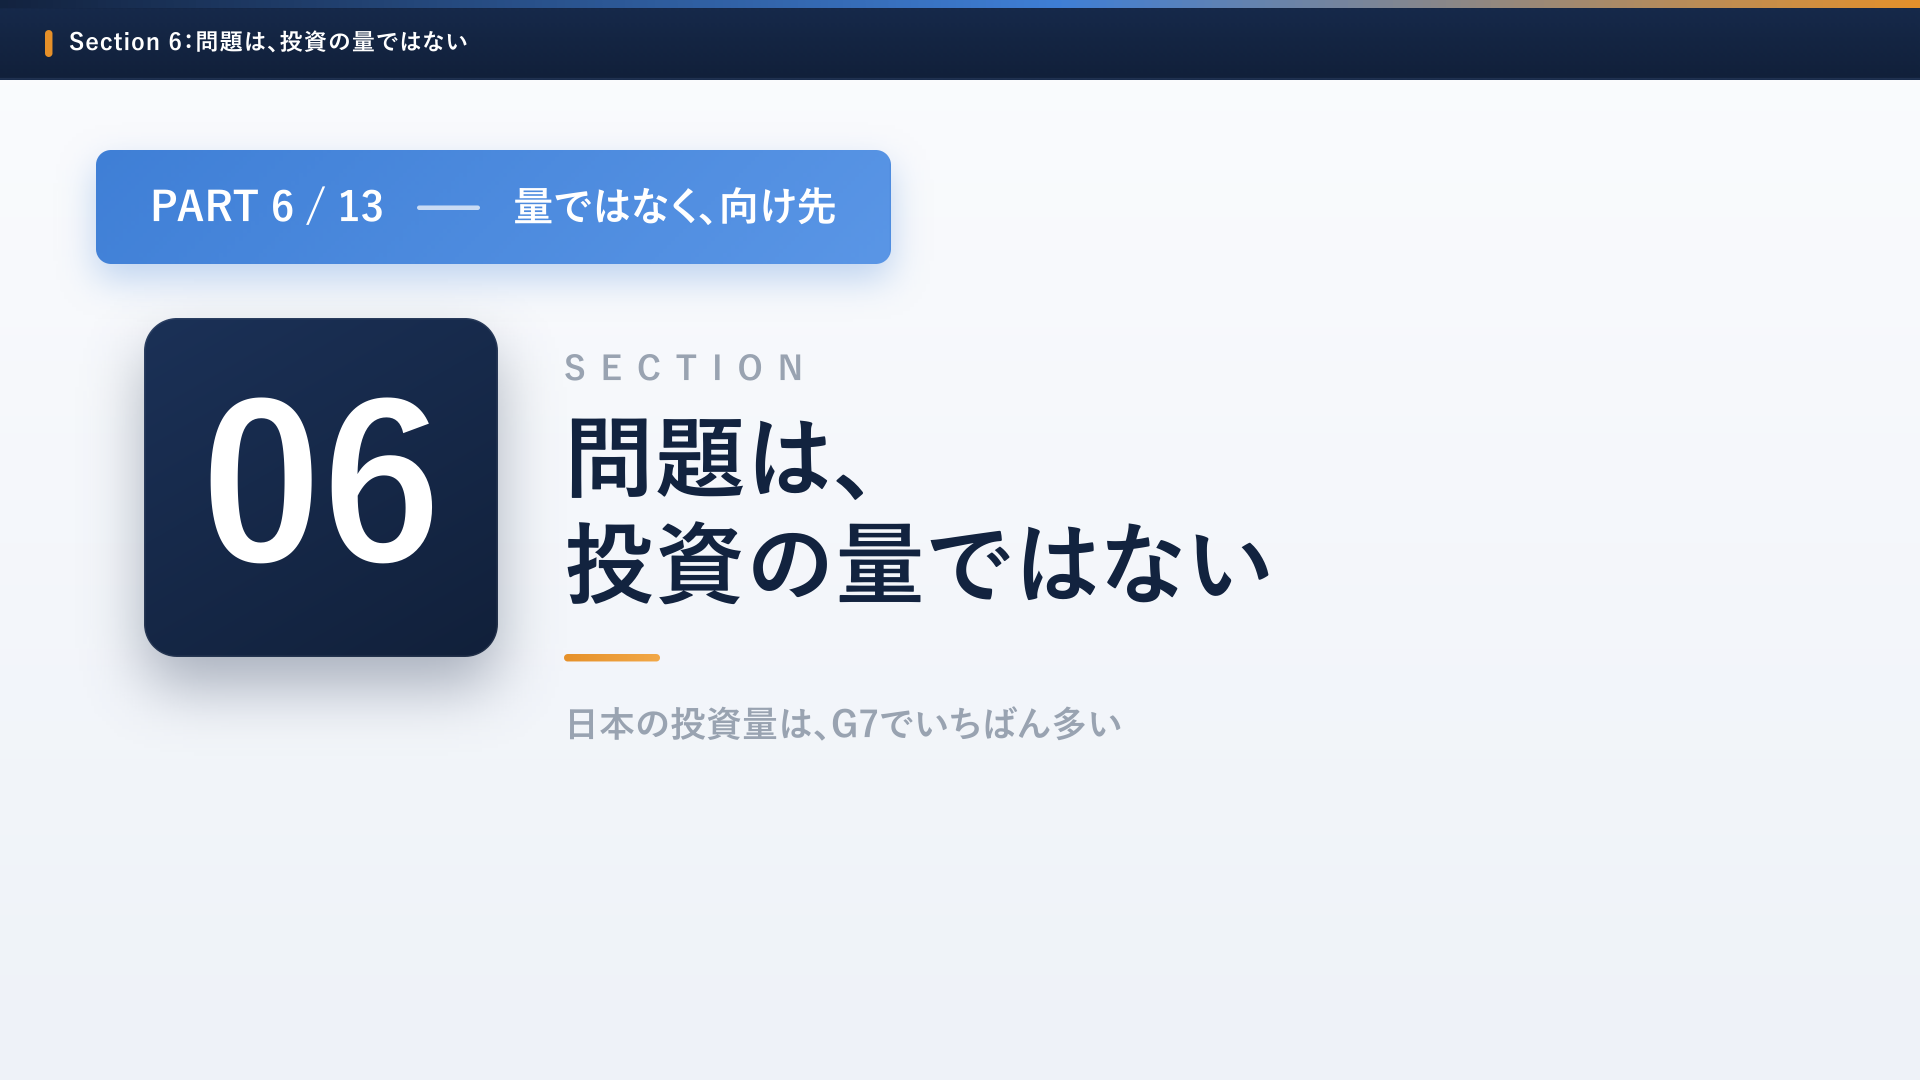 Section 6：問題は、投資の量ではない
PART 6 / 13 — 量ではなく、向け先
06
SECTION
問題は、
投資の量ではない
日本の投資量は、G7でいちばん多い